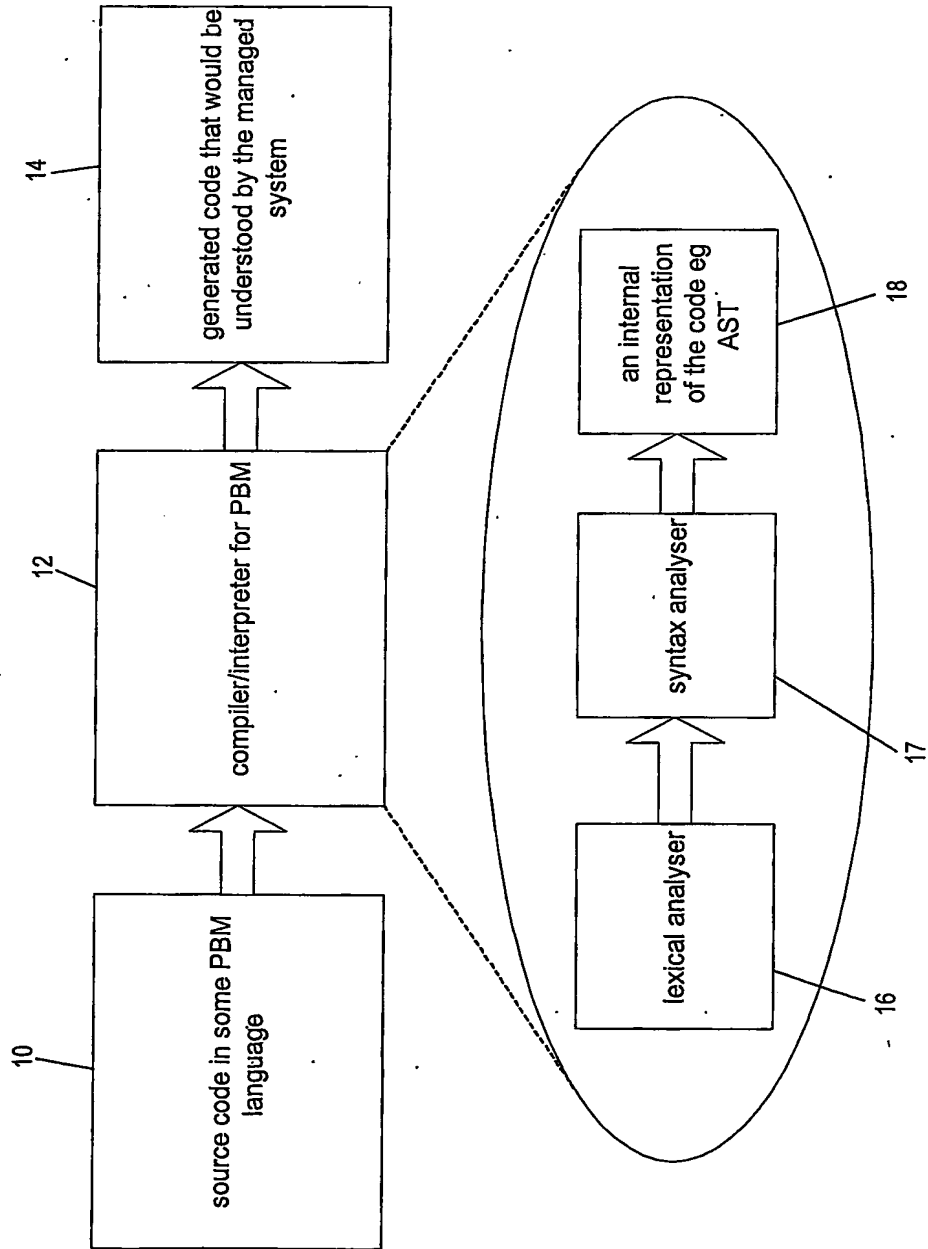 10
source code in some PBM
language
12
compiler/interpreter for PBM
14
generated code that would be
understood by the managed
system
16
lexical analyser
17
syntax analyser
18
an internal
representation
of the code eg
AST